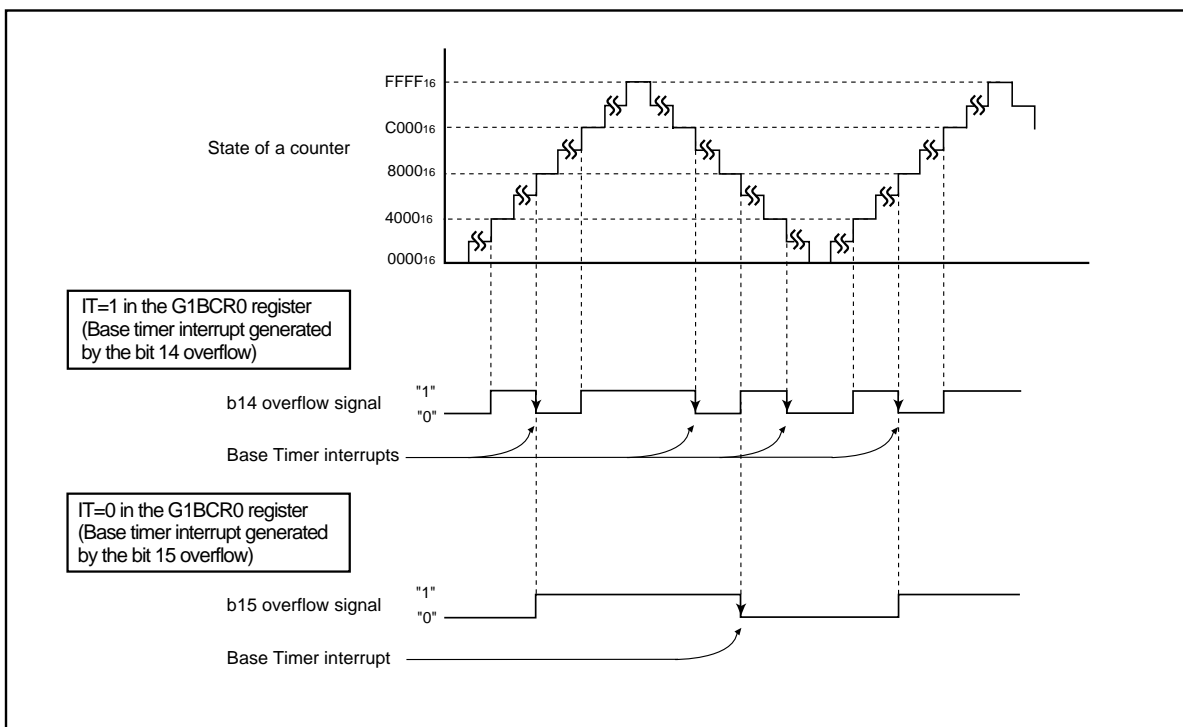 FFFF16
C00016
State of a counter
800016
400016
000016
IT=1 in the G1BCR0 register
(Base timer interrupt generated
by the bit 14 overflow)
b14 overflow signal
"1"
"0"
Base Timer interrupts
IT=0 in the G1BCR0 register
(Base timer interrupt generated
by the bit 15 overflow)
b15 overflow signal
"1"
"0"
Base Timer interrupt